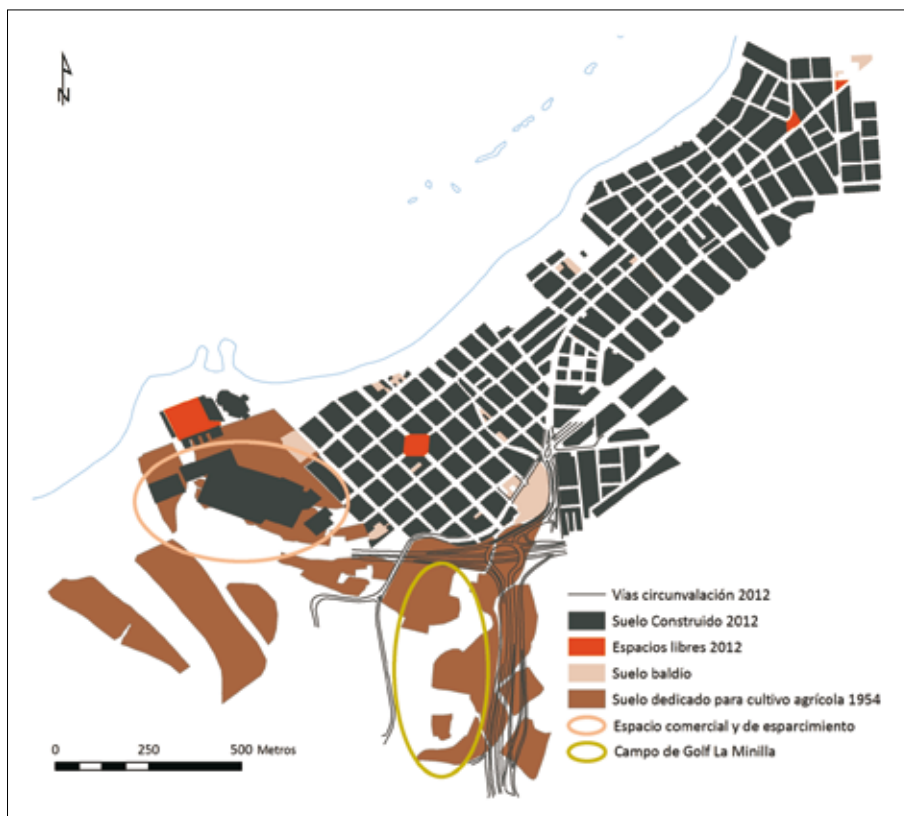 N
Vías circunvalación 2012
Suelo Construido 2012
Espacios libres 2012
Suelo baldío
Suelo dedicado para cultivo agrícola 1954
Espacio comercial y de esparcimiento
Campo de Golf La Minilla
0 250 500 Metros